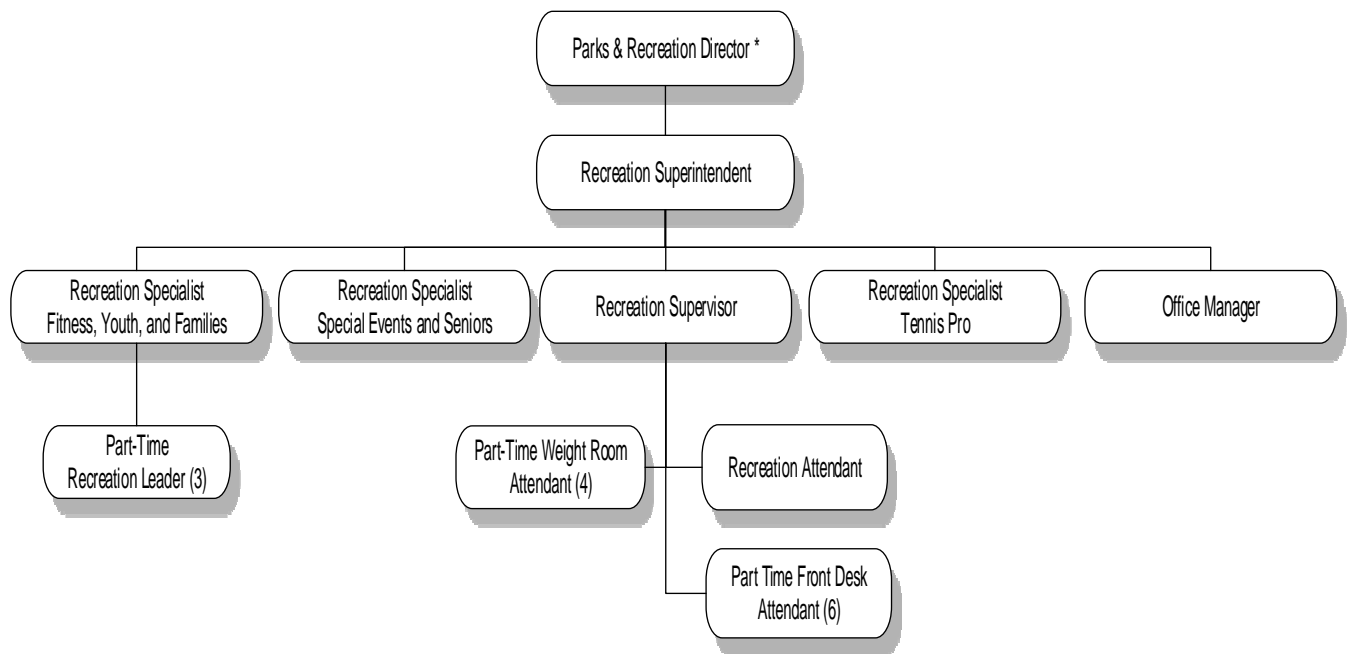 Parks & Recreation Director *
Recreation Superintendent
Recreation Specialist
Fitness, Youth, and Families
Recreation Specialist
Special Events and Seniors
Recreation Supervisor
Recreation Specialist
Tennis Pro
Office Manager
Part-Time
Recreation Leader (3)
Part-Time Weight Room
Attendant (4)
Recreation Attendant
Part Time Front Desk
Attendant (6)